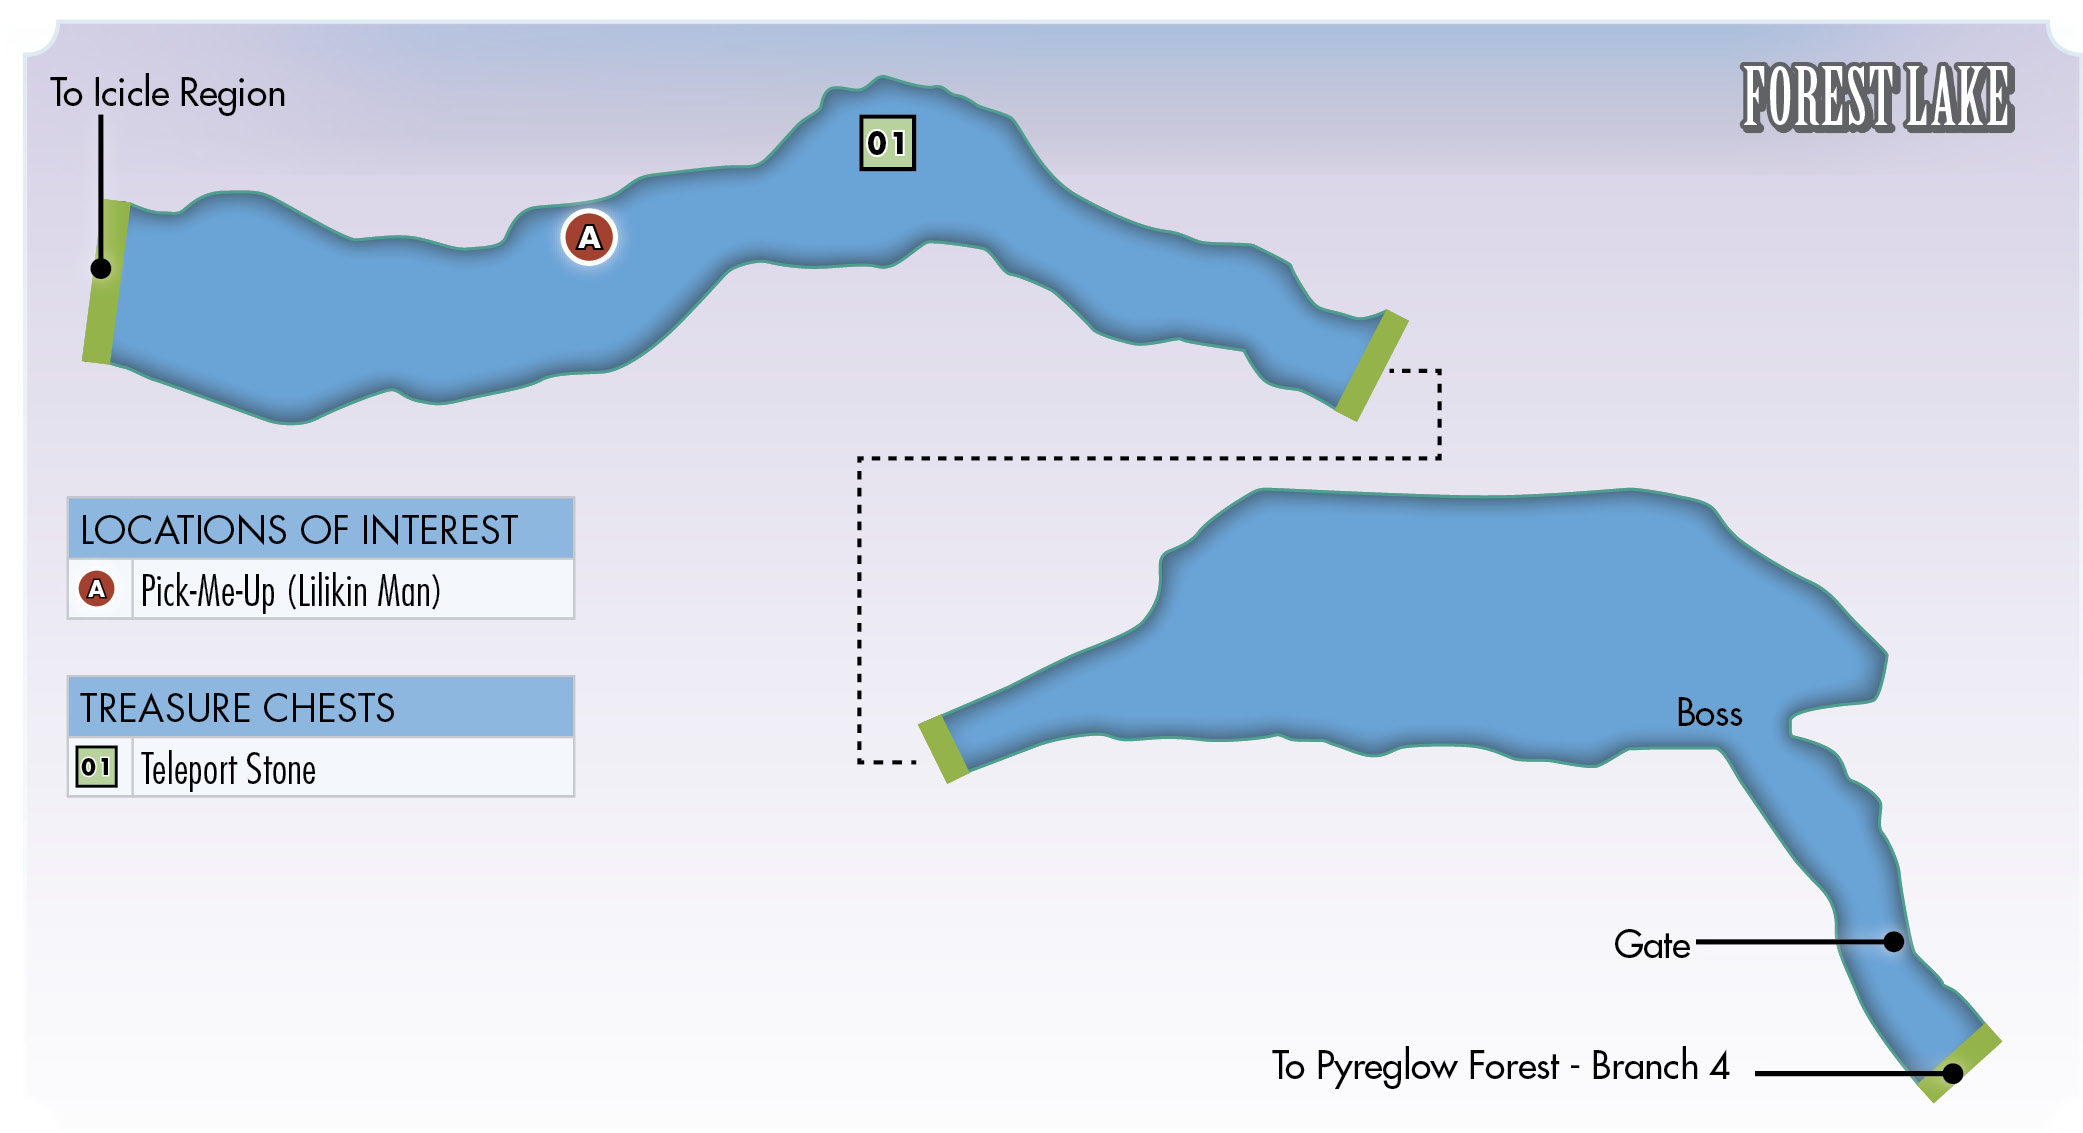 To Icicle Region
FOREST LAKE
01
A
LOCATIONS OF INTEREST
A Pick-Me-Up (Lilikin Man)
TREASURE CHESTS
01 Teleport Stone
Boss
Gate
To Pyreglow Forest - Branch 4